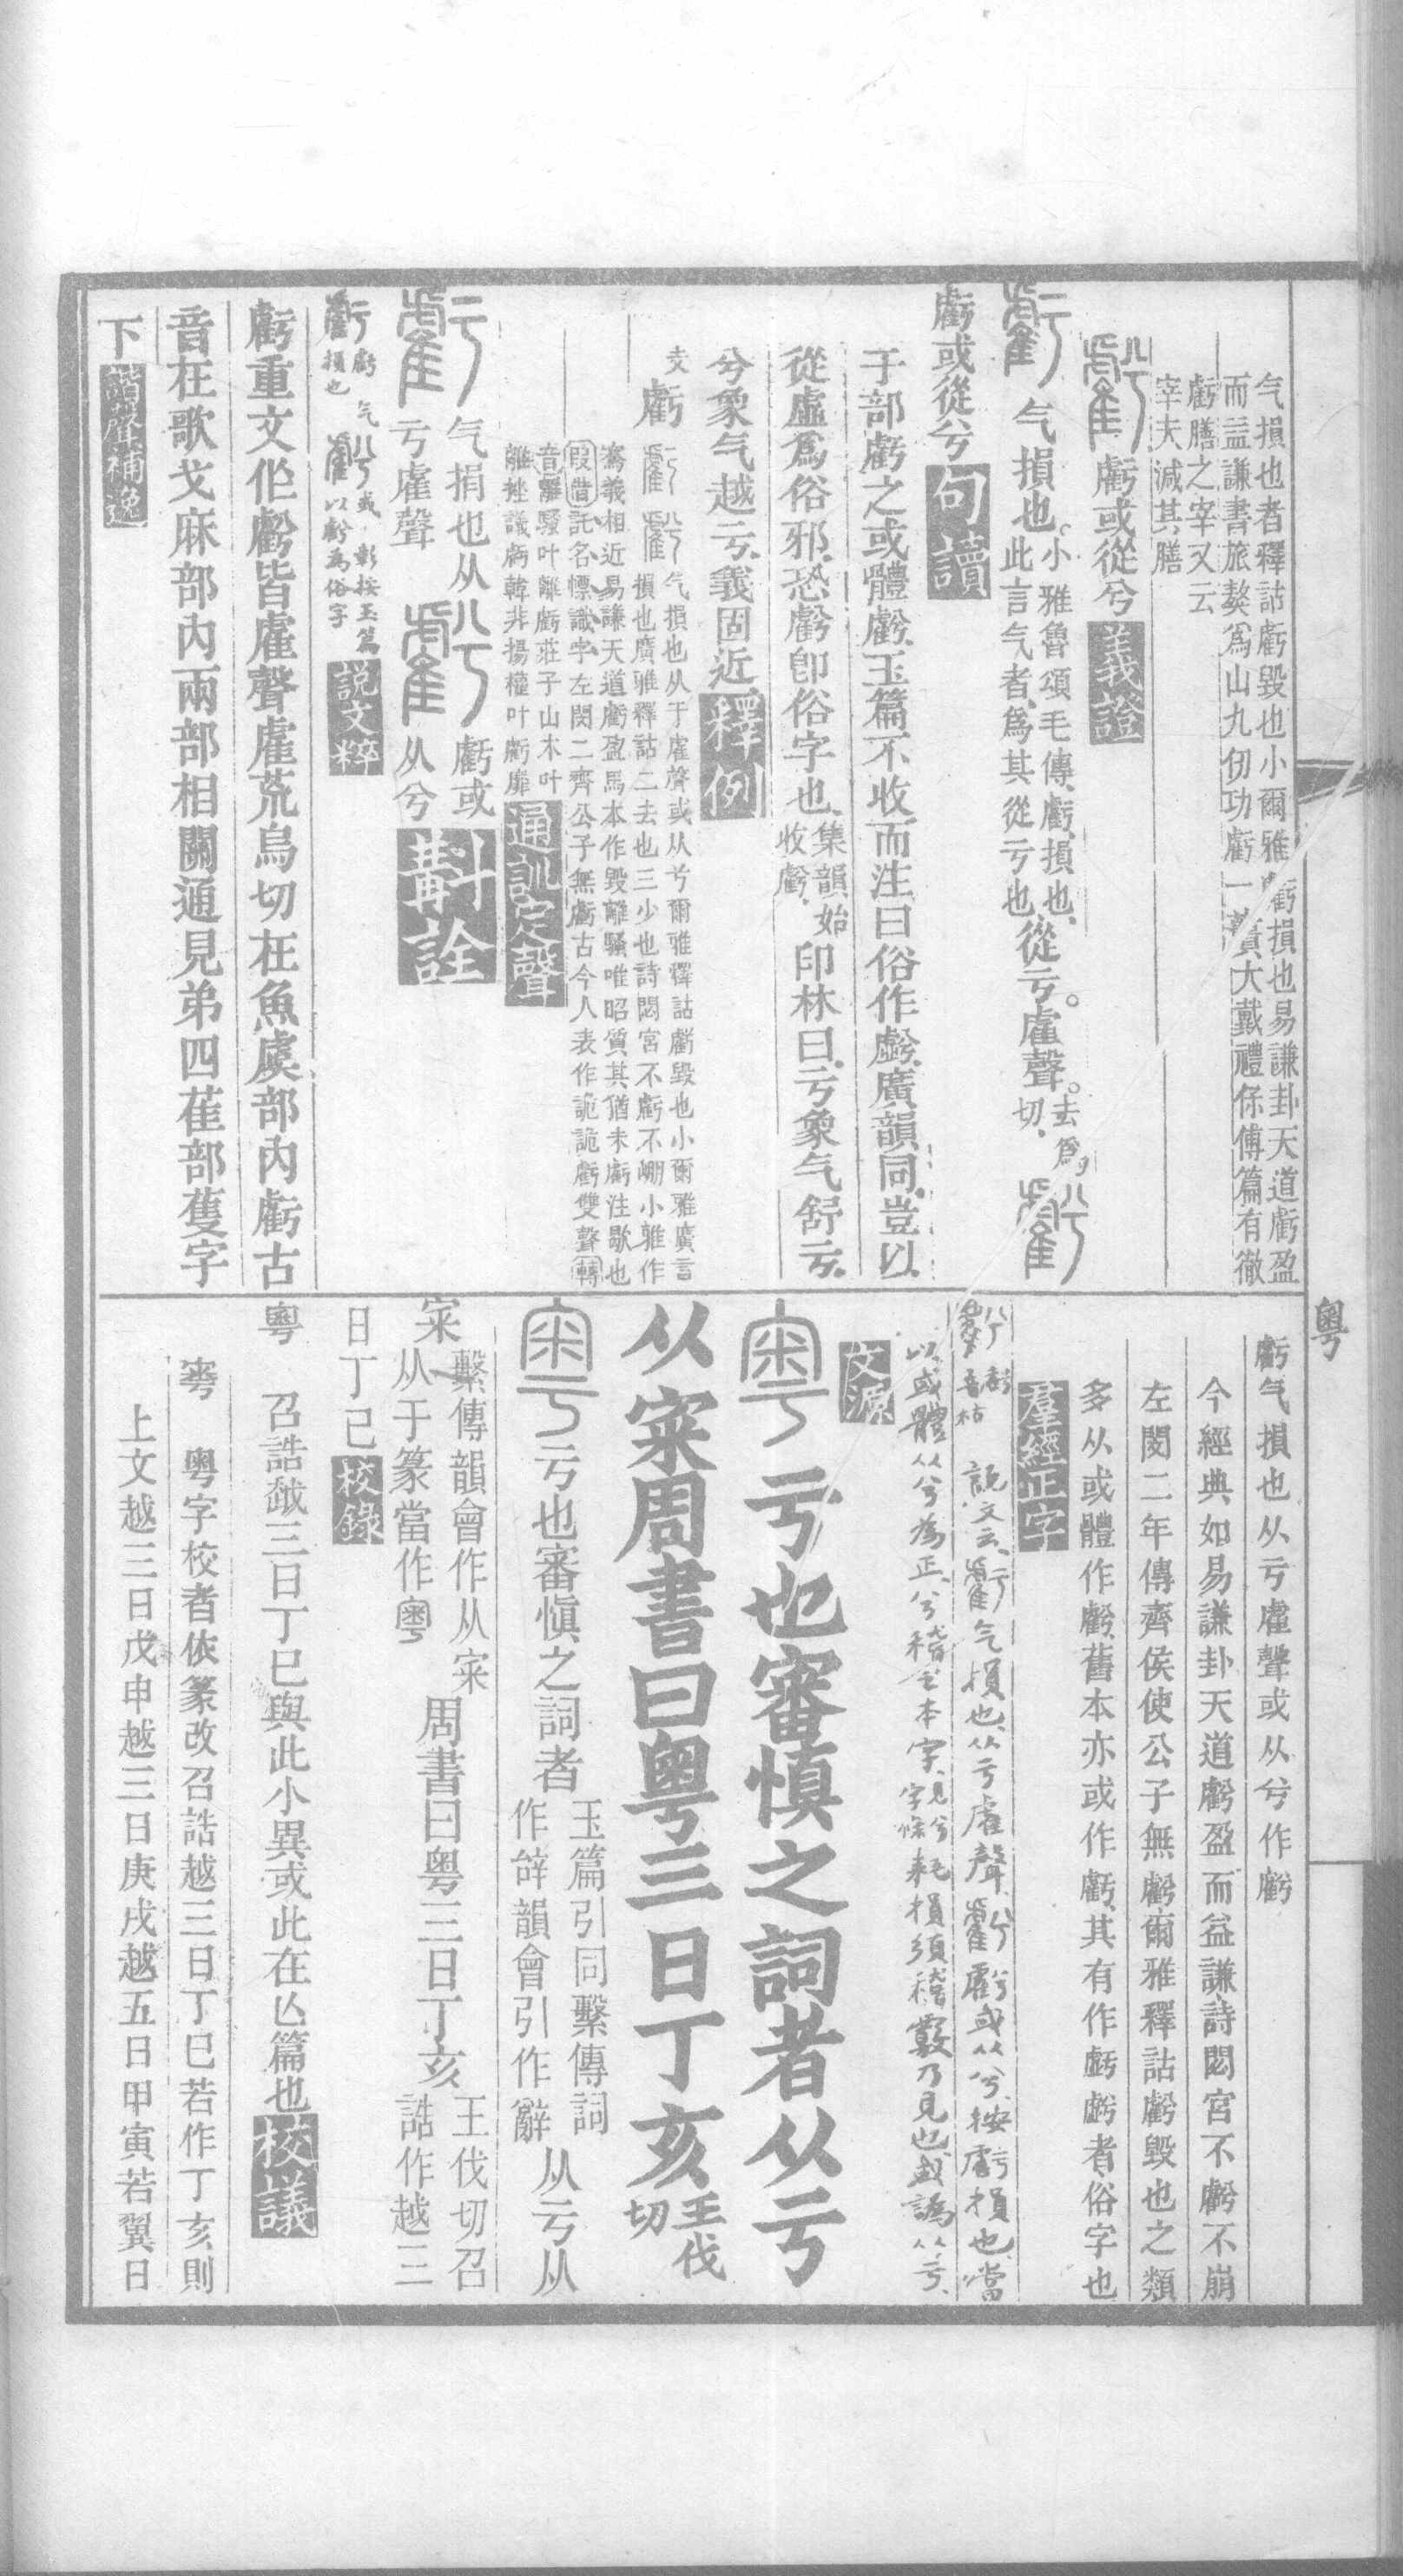 气損也者釋詁虧毀也小爾雅虧損也易謙卦天道虧盈
而益謙書旅獒爲山九仞功虧一簣大戴禮保傅篇有徹
虧膳之宰又云
宰夫減其膳
虧或從兮義證
气損也。小雅魯頌毛傳、虧、損也、
此言气者、爲其從亏也、
從亏。雐聲。去爲
切、
虧或從兮句讀
于部虧之或體虧、玉篇不收、而注曰俗作虧、廣韻同、豈以
從虛爲俗邪、恐虧卽俗字也、集韻始
收虧、
印林曰、亏象气舒亏、
兮象气越亏、義固近釋例
支虧
气損也从于雐聲或从兮爾雅釋詁虧毀也小爾雅廣言
損也廣雅釋詁二去也三少也詩閟宮不虧不崩小雅作
騫義相近易謙天道虧盈馬本作毀離騷唯昭質其猶未虧注歇也
假借託名幖識字左閔二齊公子無虧古今人表作詭詭虧雙聲轉
音離騷叶離虧莊子山木叶
離挫議虧韓非揚權叶虧靡通訓定聲
气損也从
亏雐聲
虧或
从兮斠詮
虧虧气
損也
或彰按玉篇
以虧爲俗字
說文粹
虧重文作虧皆雐聲雐荒烏切在魚虞部內虧古
音在歌戈麻部內兩部相關通見弟四萑部蒦字
下諧聲補逸
粵
虧气損也从亏雐聲或从兮作虧
今經典如易謙卦天道虧盈而益謙詩閟宮不虧不崩
左閔二年傳齊侯使公子無虧爾雅釋詁虧毀也之類
多从或體作虧舊本亦或作虧其有作虧虧者俗字也
羣經正字
虧音枯 說文云、虧气損也、从亏雐聲、虧虧或从兮、按虧損也、當
以或體从兮爲正、兮稽之本字、見兮
字條
耗損須稽覈乃見也、或譌从亏、
文源
粵亏也審慎之詞者从亏
从宷周書曰粵三日丁亥王伐
切
粵亏也審慎之詞者玉篇引同繫傳詞
作䛐韻會引作辭
从亏从
宷繫傳韻會作从宷
从于篆當作粵
周書曰粵三日丁亥王伐切召
誥作越三
日丁巳校錄
粵 召誥越三日丁巳與此小異或此在亾篇也校議
粵 粵字校者依篆改召誥越三日丁巳若作丁亥則
上文越三日戊申越三日庚戌越五日甲寅若翼日